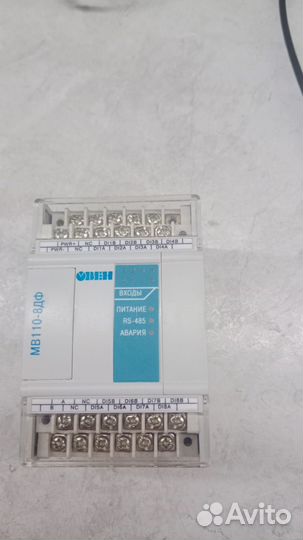 PWR+ NC DI1B DI2B DI3B DI4B
PWR- NC DI1A DI2A DI3A DI4A
ОВЕН
ВХОДЫ
ПИТАНИЕ
RS-485
АВАРИЯ
МВ110-8ДФ
A NC DI5B DI6B DI7B DI8B
B NC DI5A DI6A DI7A DI8A
Avito